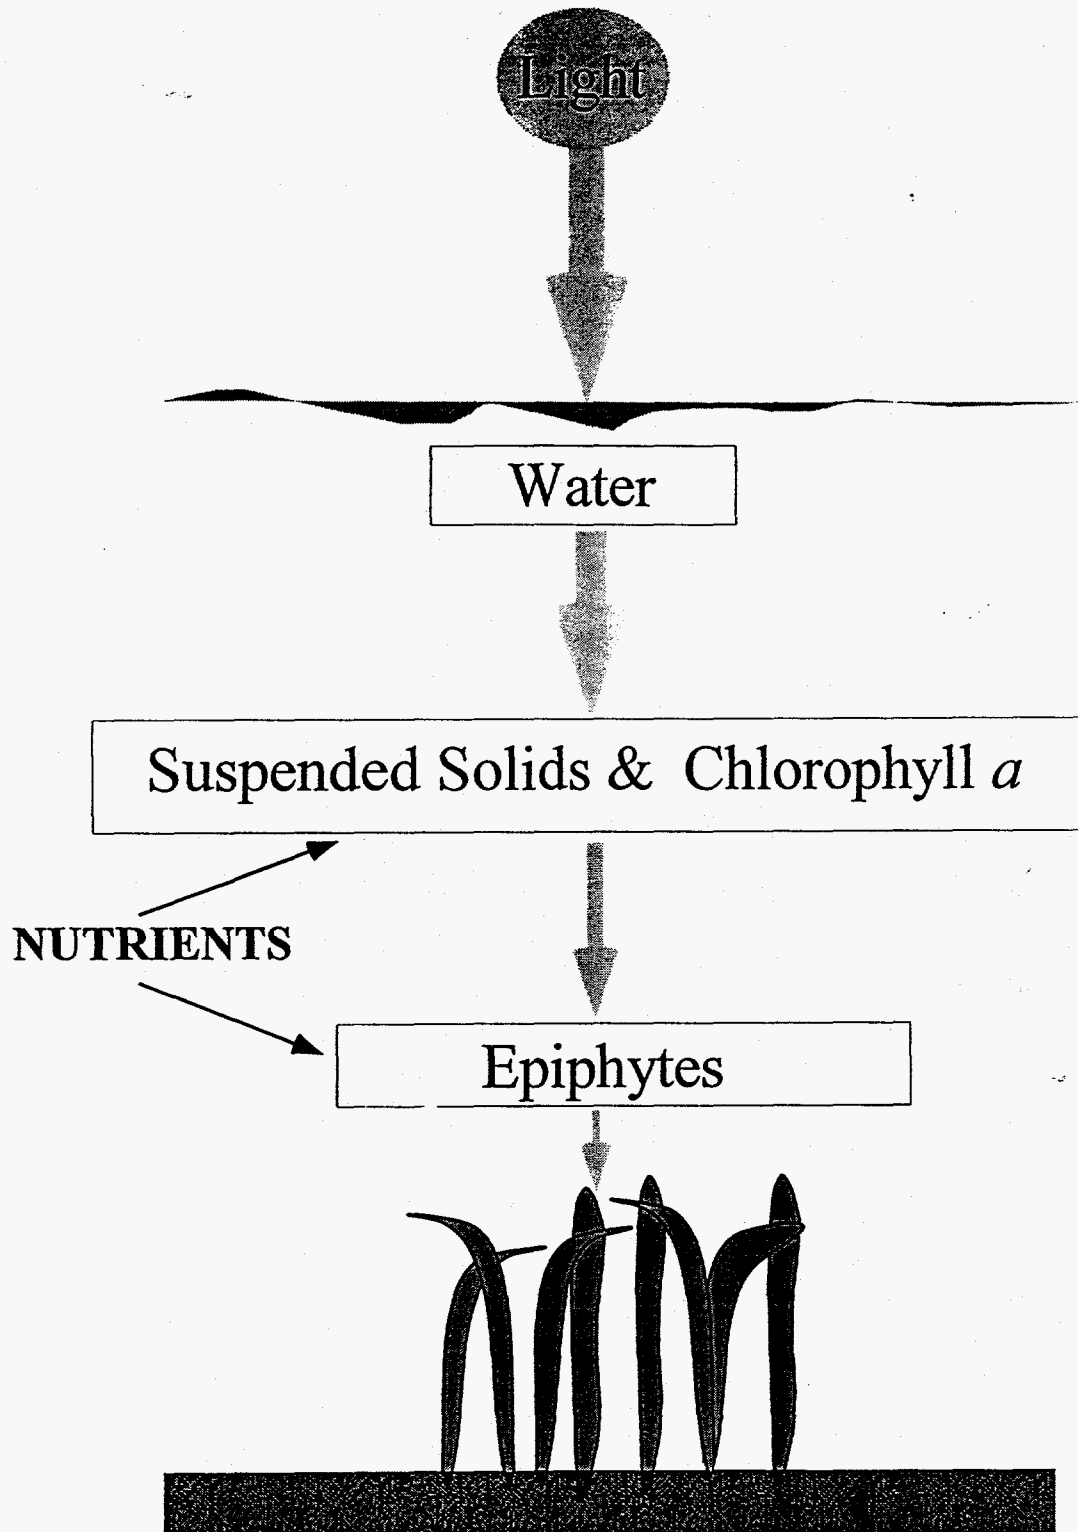 Light
Water
Suspended Solids & Chlorophyll a
NUTRIENTS
Epiphytes